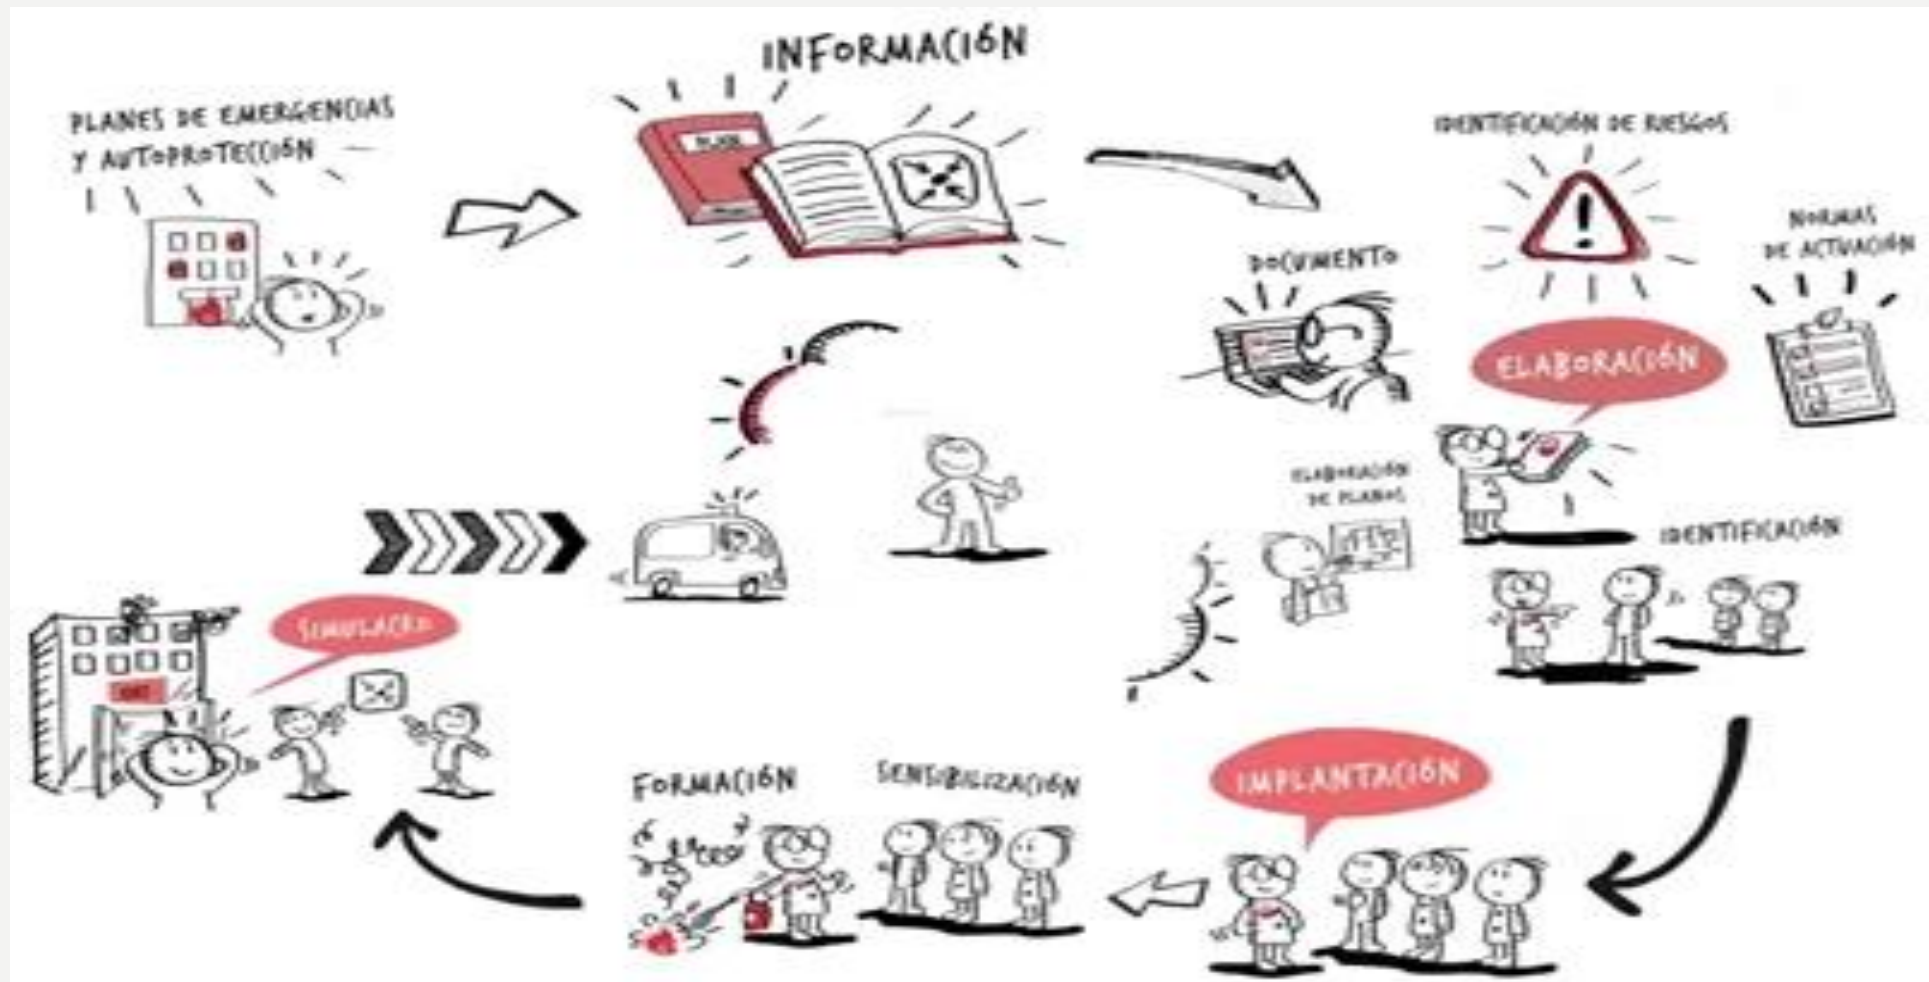 PLANES DE EMERGENCIAS
Y AUTOPROTECCIÓN
INFORMACIÓN
PLAN
IDENTIFICACIÓN DE RIESGOS
NORMAS
DE ACTUACIÓN
DOCUMENTO
ELABORACIÓN
ELABORACIÓN
DE PLANOS
IDENTIFICACIÓN
IMPLANTACIÓN
SENSIBILIZACIÓN
FORMACIÓN
SIMULACRO